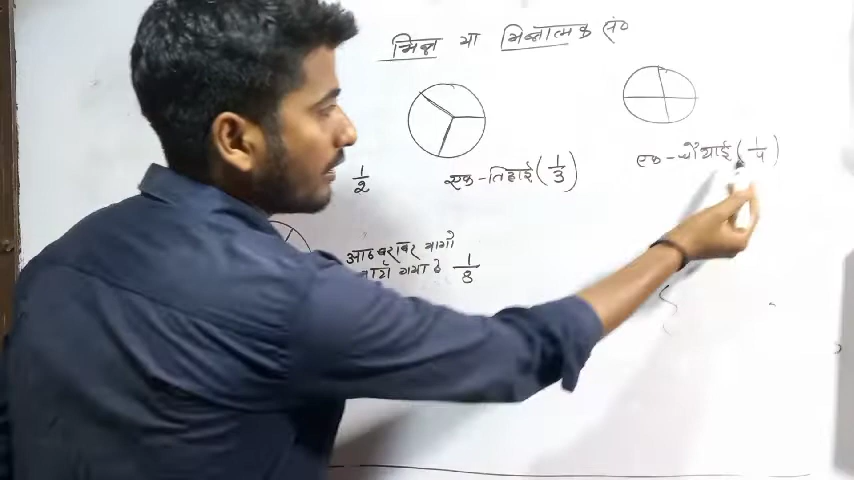 भिन्न या भिन्नात्मक सं०
1/2
एक-तिहाई (1/3)
एक-चौथाई (1/4)
आठ बराबर भागो
बाटाँ गया है 1/8